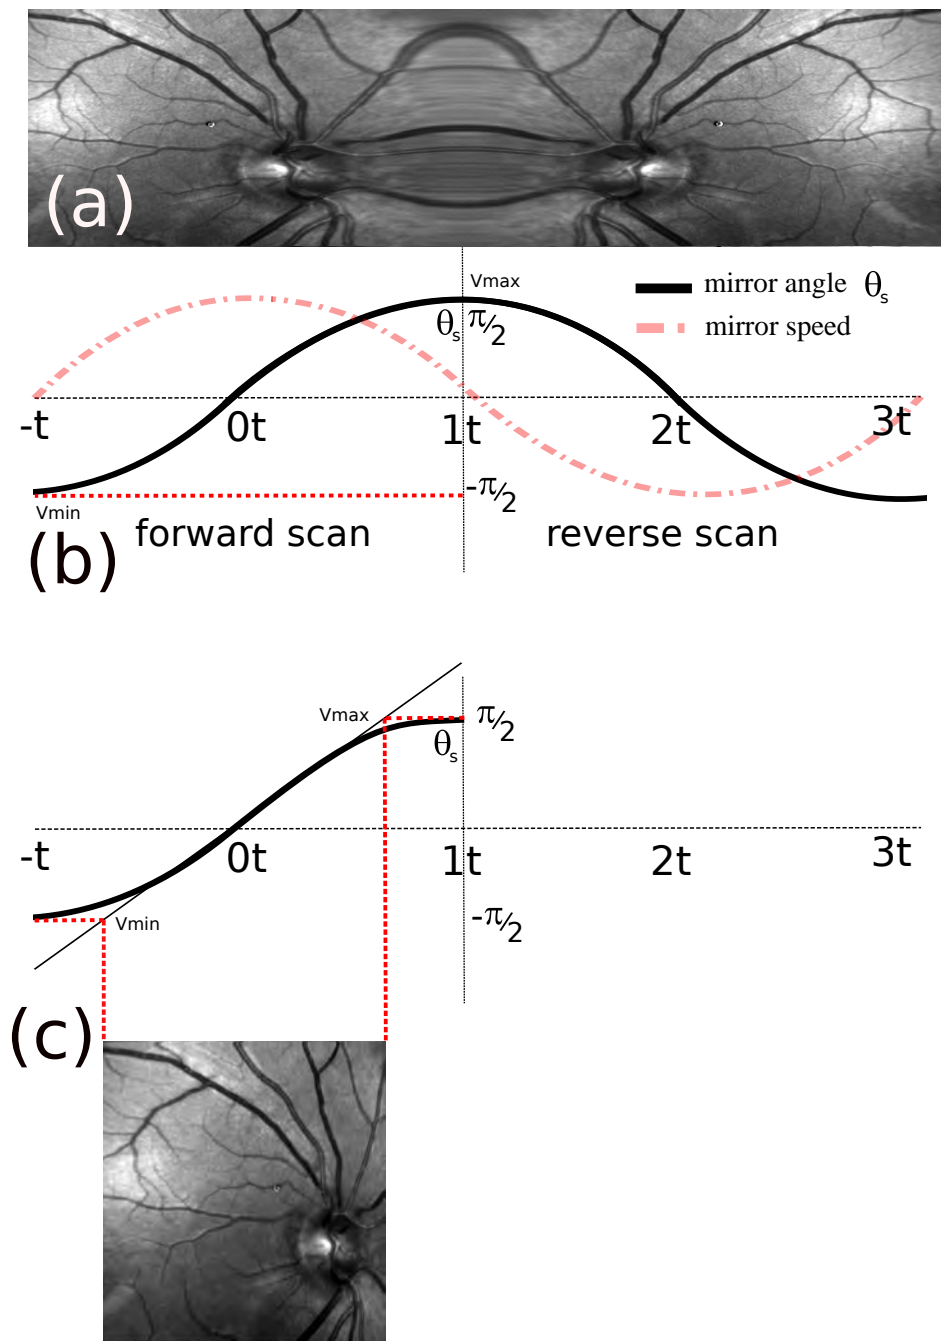 (a)
Vmax
mirror angle θs
θs π/2
mirror speed
-t 0t 1t 2t 3t
-π/2
Vmin
forward scan reverse scan
(b)
Vmax
π/2
θs
-t 0t 1t 2t 3t
Vmin
-π/2
(c)